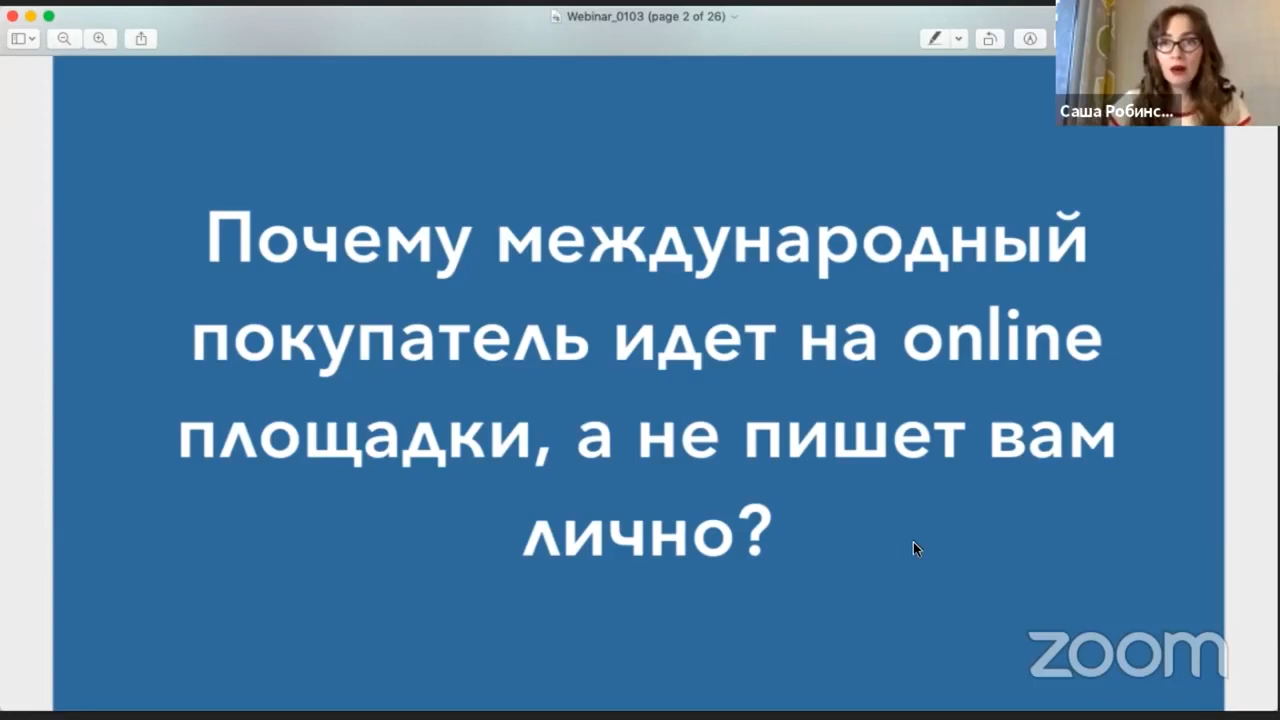 Webinar_0103 (page 2 of 26)
Саша Робинс...
Почему международный
покупатель идет на online
площадки, а не пишет вам
лично?
zoom